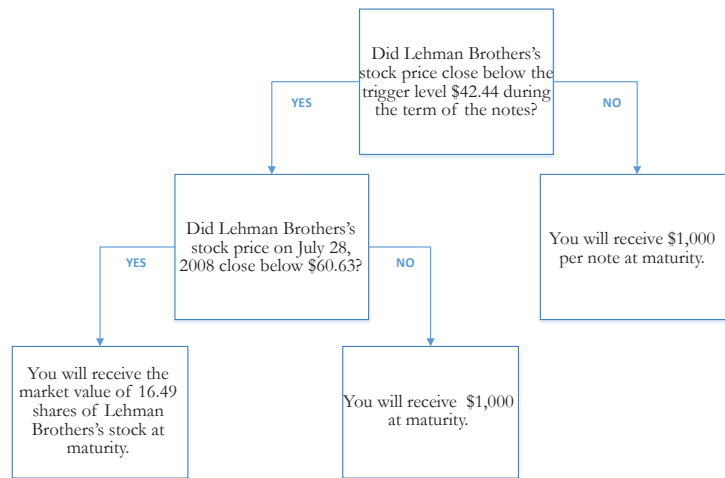 Did Lehman Brothers's
stock price close below the
trigger level $42.44 during
the term of the notes?
YES
NO
Did Lehman Brothers's
stock price on July 28,
2008 close below $60.63?
You will receive $1,000
per note at maturity.
YES
NO
You will receive the
market value of 16.49
shares of Lehman
Brothers's stock at
maturity.
You will receive $1,000
at maturity.